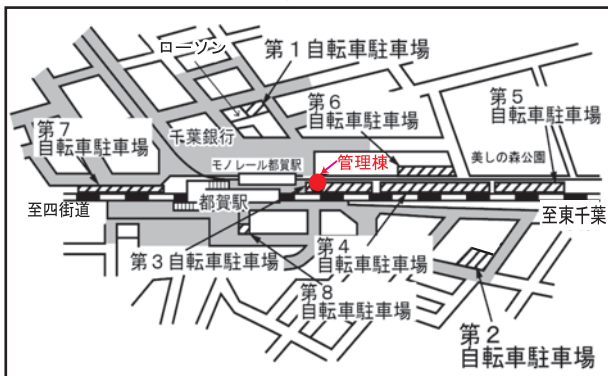 ローソン
第１自転車駐車場
第６
自転車駐車場
第５
自転車駐車場
第７
自転車駐車場
千葉銀行
モノレール都賀駅
管理棟
美しの森公園
至四街道
都賀駅
至東千葉
第３自転車駐車場
第４
自転車駐車場
第８
自転車駐車場
第２
自転車駐車場